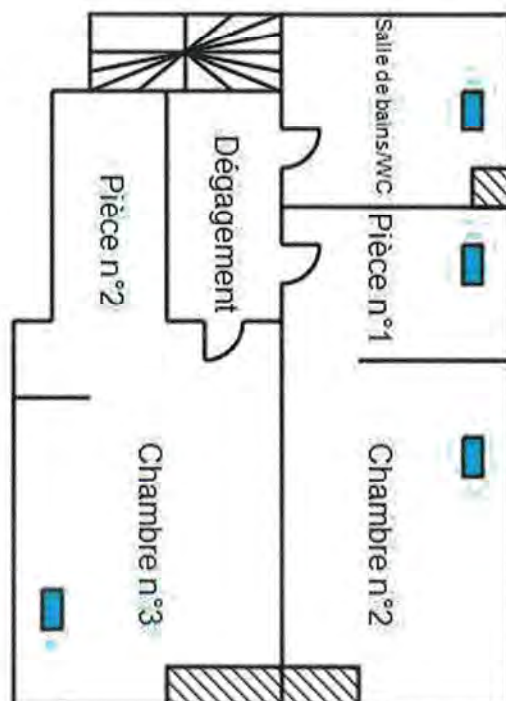 Salle de bains/WC
Dégagement
Pièce n°2
Pièce n°1
Chambre n°2
Chambre n°3